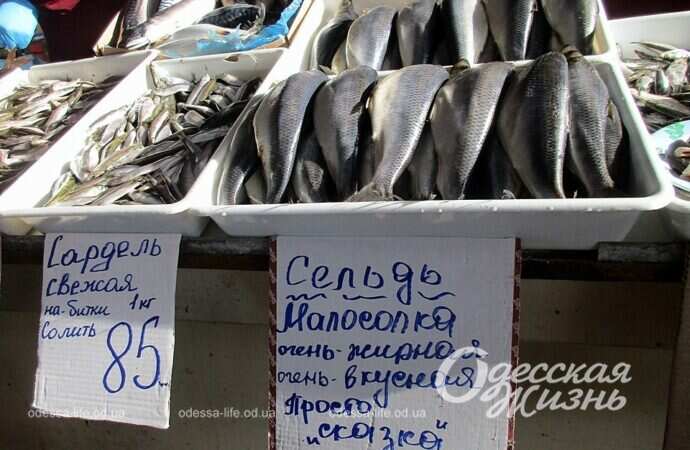 Сардель
свежая
на-битки 1кг
Солить
85
Сельдь
Малосолка
очень-жирная
очень-вкусная
Просто
"сказка"
Одесская
Жизнь
odessa-life.od.ua
odessa-life.od.ua
odessa-life.od.ua